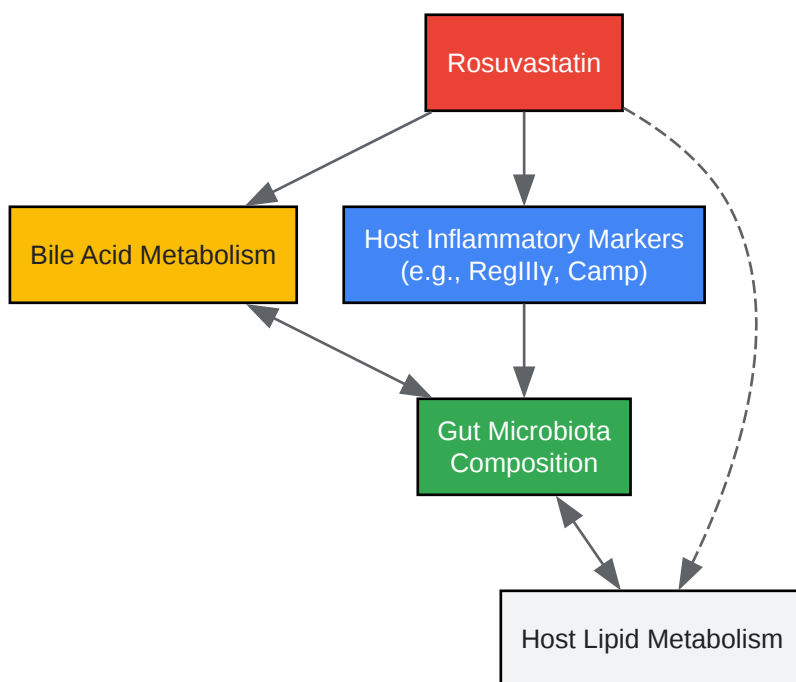 Rosuvastatin
Bile Acid Metabolism
Host Inflammatory Markers
(e.g., RegIIIγ, Camp)
Gut Microbiota
Composition
Host Lipid Metabolism